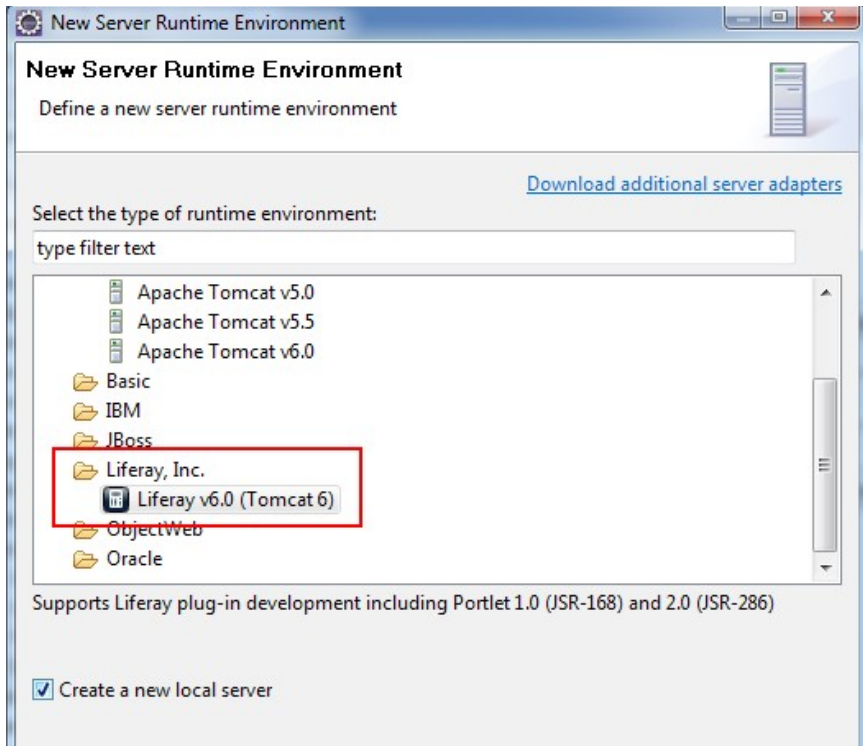 New Server Runtime Environment
New Server Runtime Environment
Define a new server runtime environment
Download additional server adapters
Select the type of runtime environment:
type filter text
Apache Tomcat v5.0
Apache Tomcat v5.5
Apache Tomcat v6.0
Basic
IBM
JBoss
Liferay, Inc.
Liferay v6.0 (Tomcat 6)
ObjectWeb
Oracle
Supports Liferay plug-in development including Portlet 1.0 (JSR-168) and 2.0 (JSR-286)
Create a new local server